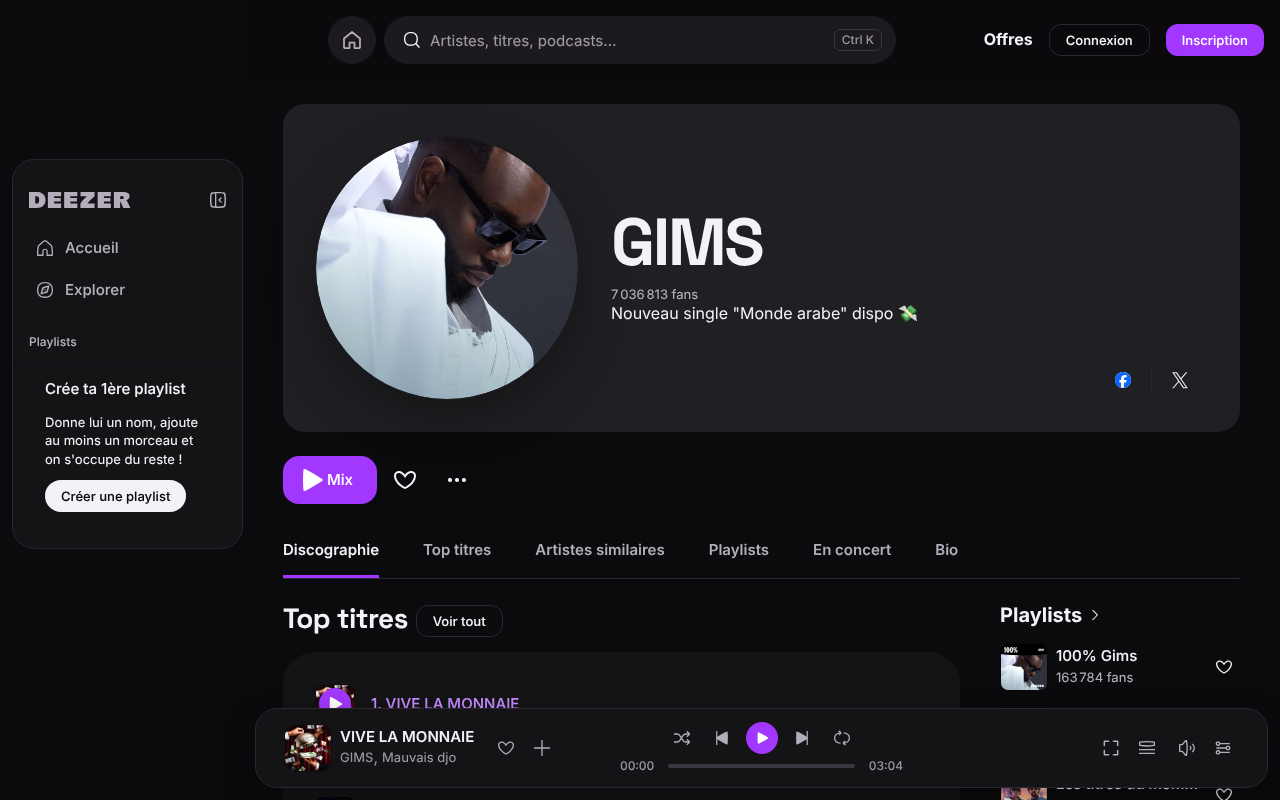 Artistes, titres, podcasts...
Ctrl K
Offres
Connexion
Inscription
DEEZER
Accueil
Explorer
Playlists
Crée ta 1ère playlist
Donne lui un nom, ajoute
au moins un morceau et
on s'occupe du reste !
Créer une playlist
GIMS
7 036 813 fans
Nouveau single "Monde arabe" dispo 💸
Mix
Discographie
Top titres
Artistes similaires
Playlists
En concert
Bio
Top titres
Voir tout
1. VIVE LA MONNAIE
Playlists
100%
DEEZER
100% Gims
163 784 fans
VIVE LA MONNAIE
GIMS, Mauvais djo
00:00
03:04